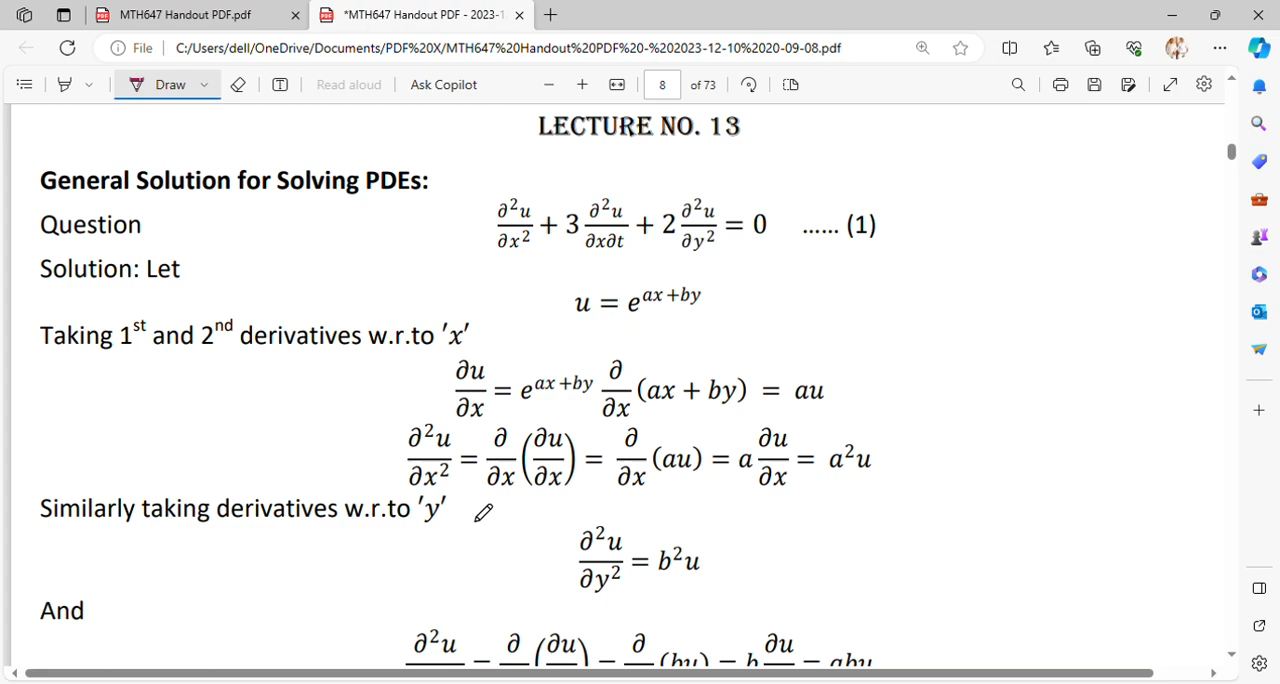 MTH647 Handout PDF.pdf
*MTH647 Handout PDF - 2023-1
File C:/Users/dell/OneDrive/Documents/PDF%20X/MTH647%20Handout%20PDF%20-%202023-12-10%2020-09-08.pdf
Draw Read aloud Ask Copilot 8 of 73
LECTURE NO. 13
General Solution for Solving PDEs:
Question ∂²u/∂x² + 3 ∂²u/∂x∂t + 2 ∂²u/∂y² = 0 ...... (1)
Solution: Let
u = e^{ax+by}
Taking 1st and 2nd derivatives w.r.to 'x'
∂u/∂x = e^{ax+by} ∂/∂x (ax + by) = au
∂²u/∂x² = ∂/∂x (∂u/∂x) = ∂/∂x (au) = a ∂u/∂x = a²u
Similarly taking derivatives w.r.to 'y'
∂²u/∂y² = b²u
And
∂²u = ∂ (∂u) = ∂ (bu) = b ∂u = abu